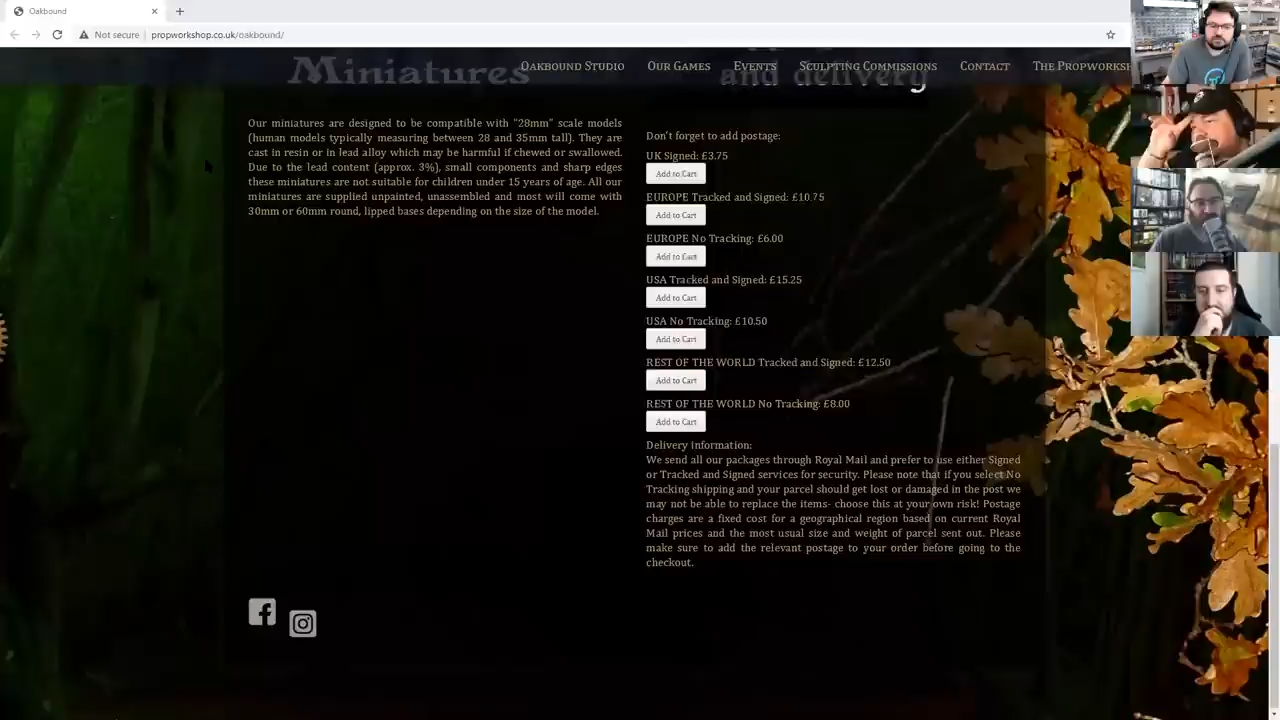 Oakbound
Not secure
propworkshop.co.uk/oakbound/
Oakbound Studio
Our Games
Events
Sculpting Commissions
Contact
The Propworksh
Miniatures
and delivery
Our miniatures are designed to be compatible with "28mm" scale models
(human models typically measuring between 28 and 35mm tall). They are
cast in resin or in lead alloy which may be harmful if chewed or swallowed.
Due to the lead content (approx. 3%), small components and sharp edges
these miniatures are not suitable for children under 15 years of age. All our
miniatures are supplied unpainted, unassembled and most will come with
30mm or 60mm round, lipped bases depending on the size of the model.
Don't forget to add postage:
UK Signed: £3.75
Add to Cart
EUROPE Tracked and Signed: £10.75
Add to Cart
EUROPE No Tracking: £6.00
Add to Cart
USA Tracked and Signed: £15.25
Add to Cart
USA No Tracking: £10.50
Add to Cart
REST OF THE WORLD Tracked and Signed: £12.50
Add to Cart
REST OF THE WORLD No Tracking: £8.00
Add to Cart
Delivery information:
We send all our packages through Royal Mail and prefer to use either Signed
or Tracked and Signed services for security. Please note that if you select No
Tracking shipping and your parcel should get lost or damaged in the post we
may not be able to replace the items- choose this at your own risk! Postage
charges are a fixed cost for a geographical region based on current Royal
Mail prices and the most usual size and weight of parcel sent out. Please
make sure to add the relevant postage to your order before going to the
checkout.